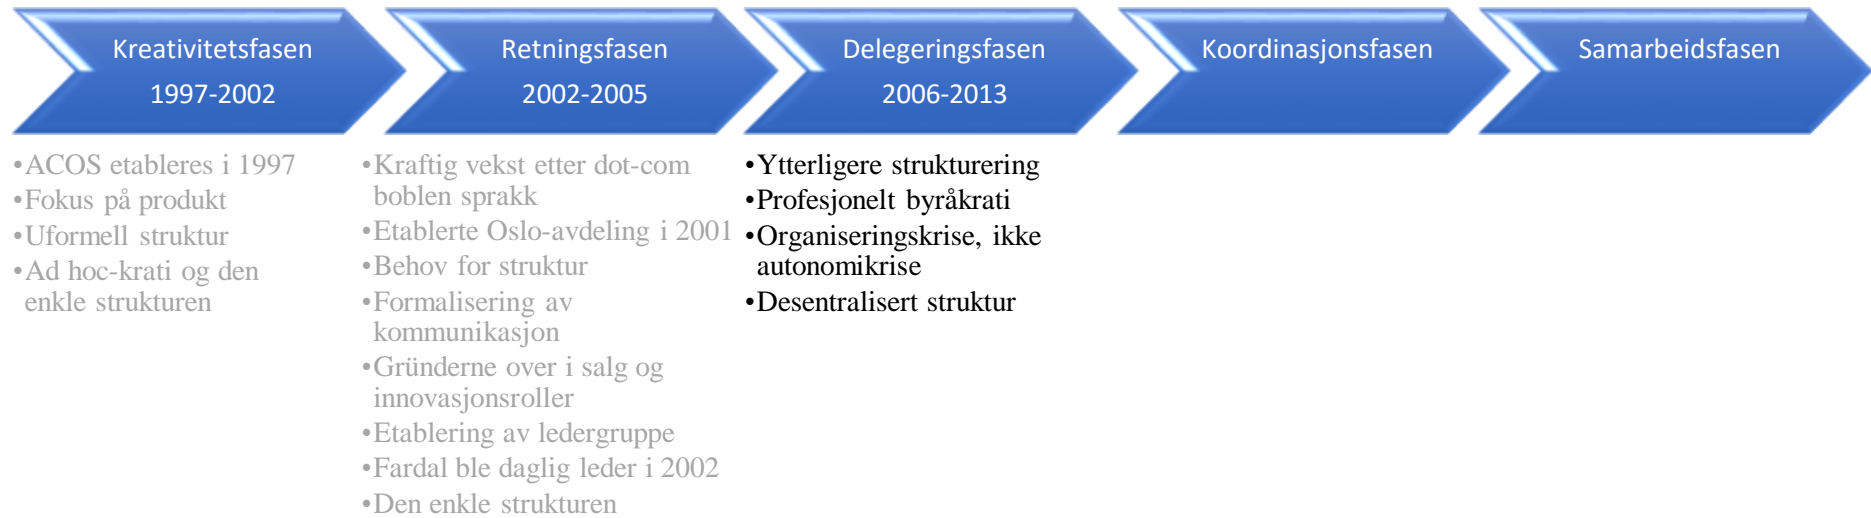 Kreativitetsfasen
1997-2002
Retningsfasen
2002-2005
Delegeringsfasen
2006-2013
Koordinasjonsfasen
Samarbeidsfasen
•ACOS etableres i 1997
•Fokus på produkt
•Uformell struktur
•Ad hoc-krati og den
enkle strukturen
•Kraftig vekst etter dot-com
boblen sprakk
•Etablerte Oslo-avdeling i 2001
•Behov for struktur
•Formalisering av
kommunikasjon
•Gründerne over i salg og
innovasjonsroller
•Etablering av ledergruppe
•Fardal ble daglig leder i 2002
•Den enkle strukturen
•Ytterligere strukturering
•Profesjonelt byråkrati
•Organiseringskrise, ikke
autonomikrise
•Desentralisert struktur